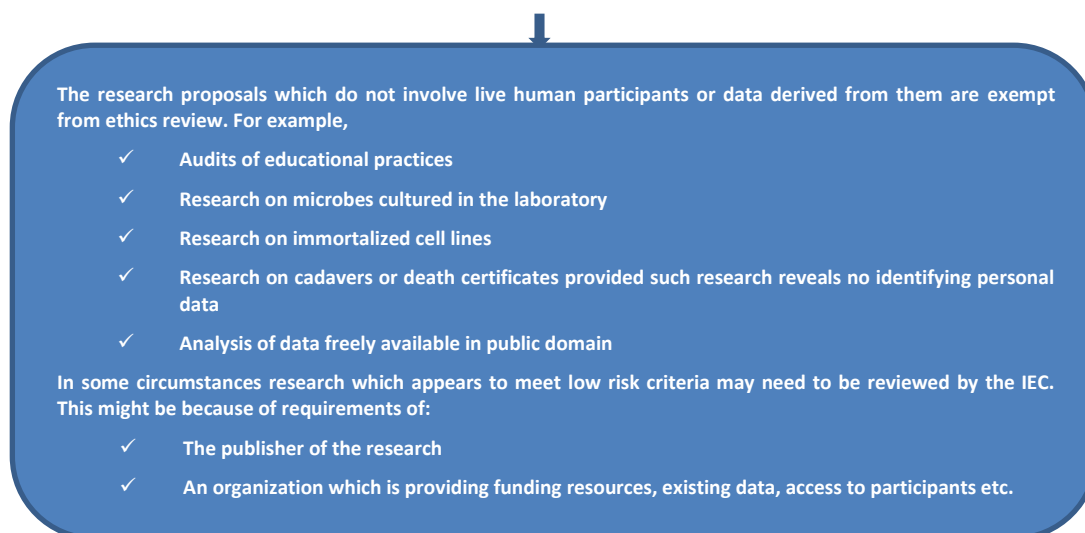 The research proposals which do not involve live human participants or data derived from them are exempt
from ethics review. For example,
✓ Audits of educational practices
✓ Research on microbes cultured in the laboratory
✓ Research on immortalized cell lines
✓ Research on cadavers or death certificates provided such research reveals no identifying personal
data
✓ Analysis of data freely available in public domain
In some circumstances research which appears to meet low risk criteria may need to be reviewed by the IEC.
This might be because of requirements of:
✓ The publisher of the research
✓ An organization which is providing funding resources, existing data, access to participants etc.